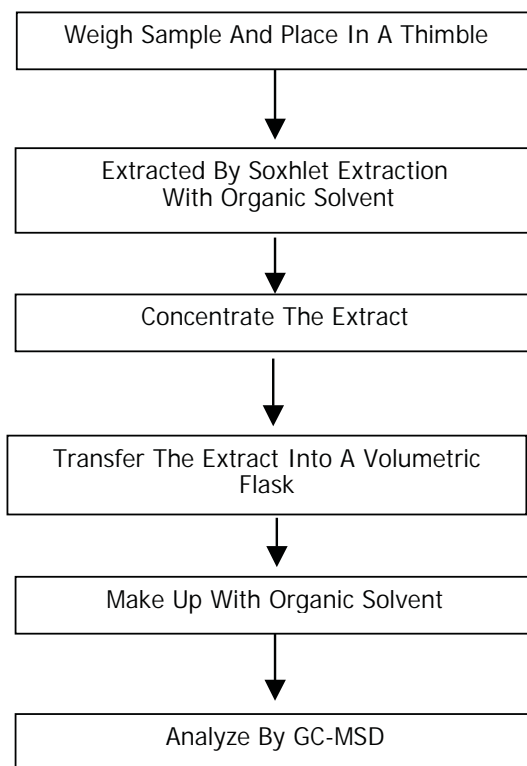 Weigh Sample And Place In A Thimble
Extracted By Soxhlet Extraction
With Organic Solvent
Concentrate The Extract
Transfer The Extract Into A Volumetric
Flask
Make Up With Organic Solvent
Analyze By GC-MSD